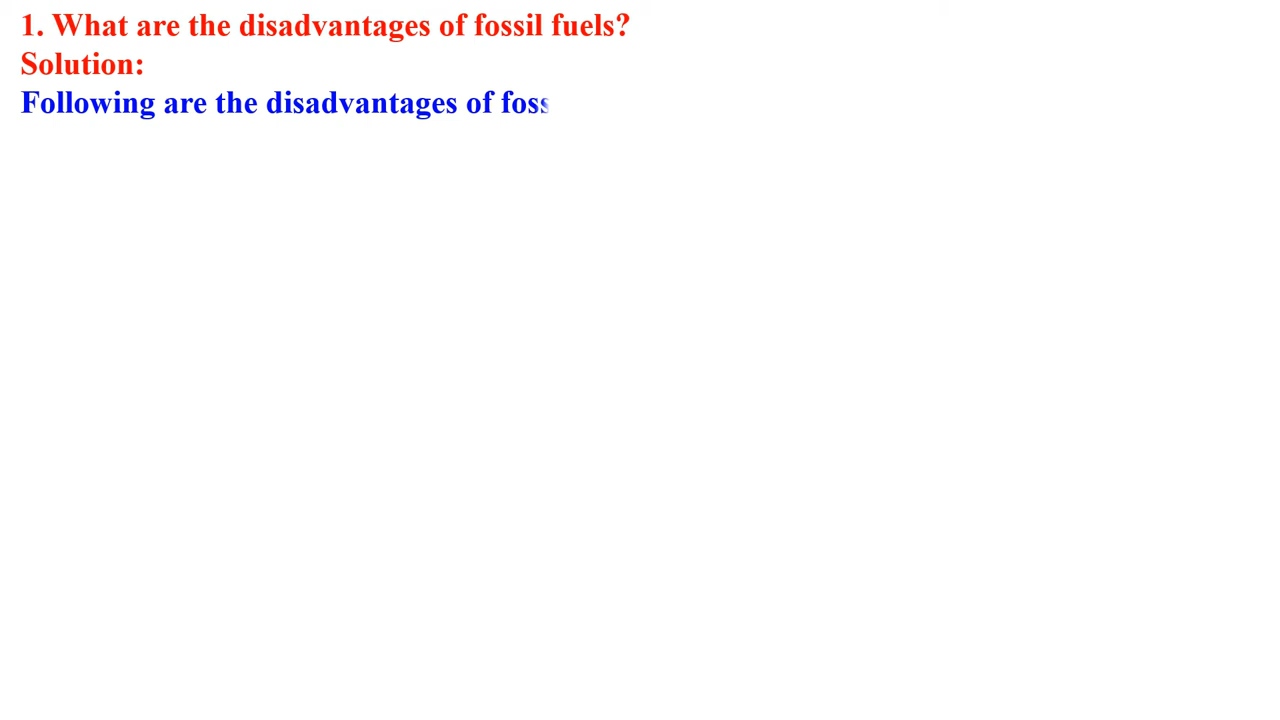 1. What are the disadvantages of fossil fuels?
Solution:
Following are the disadvantages of foss